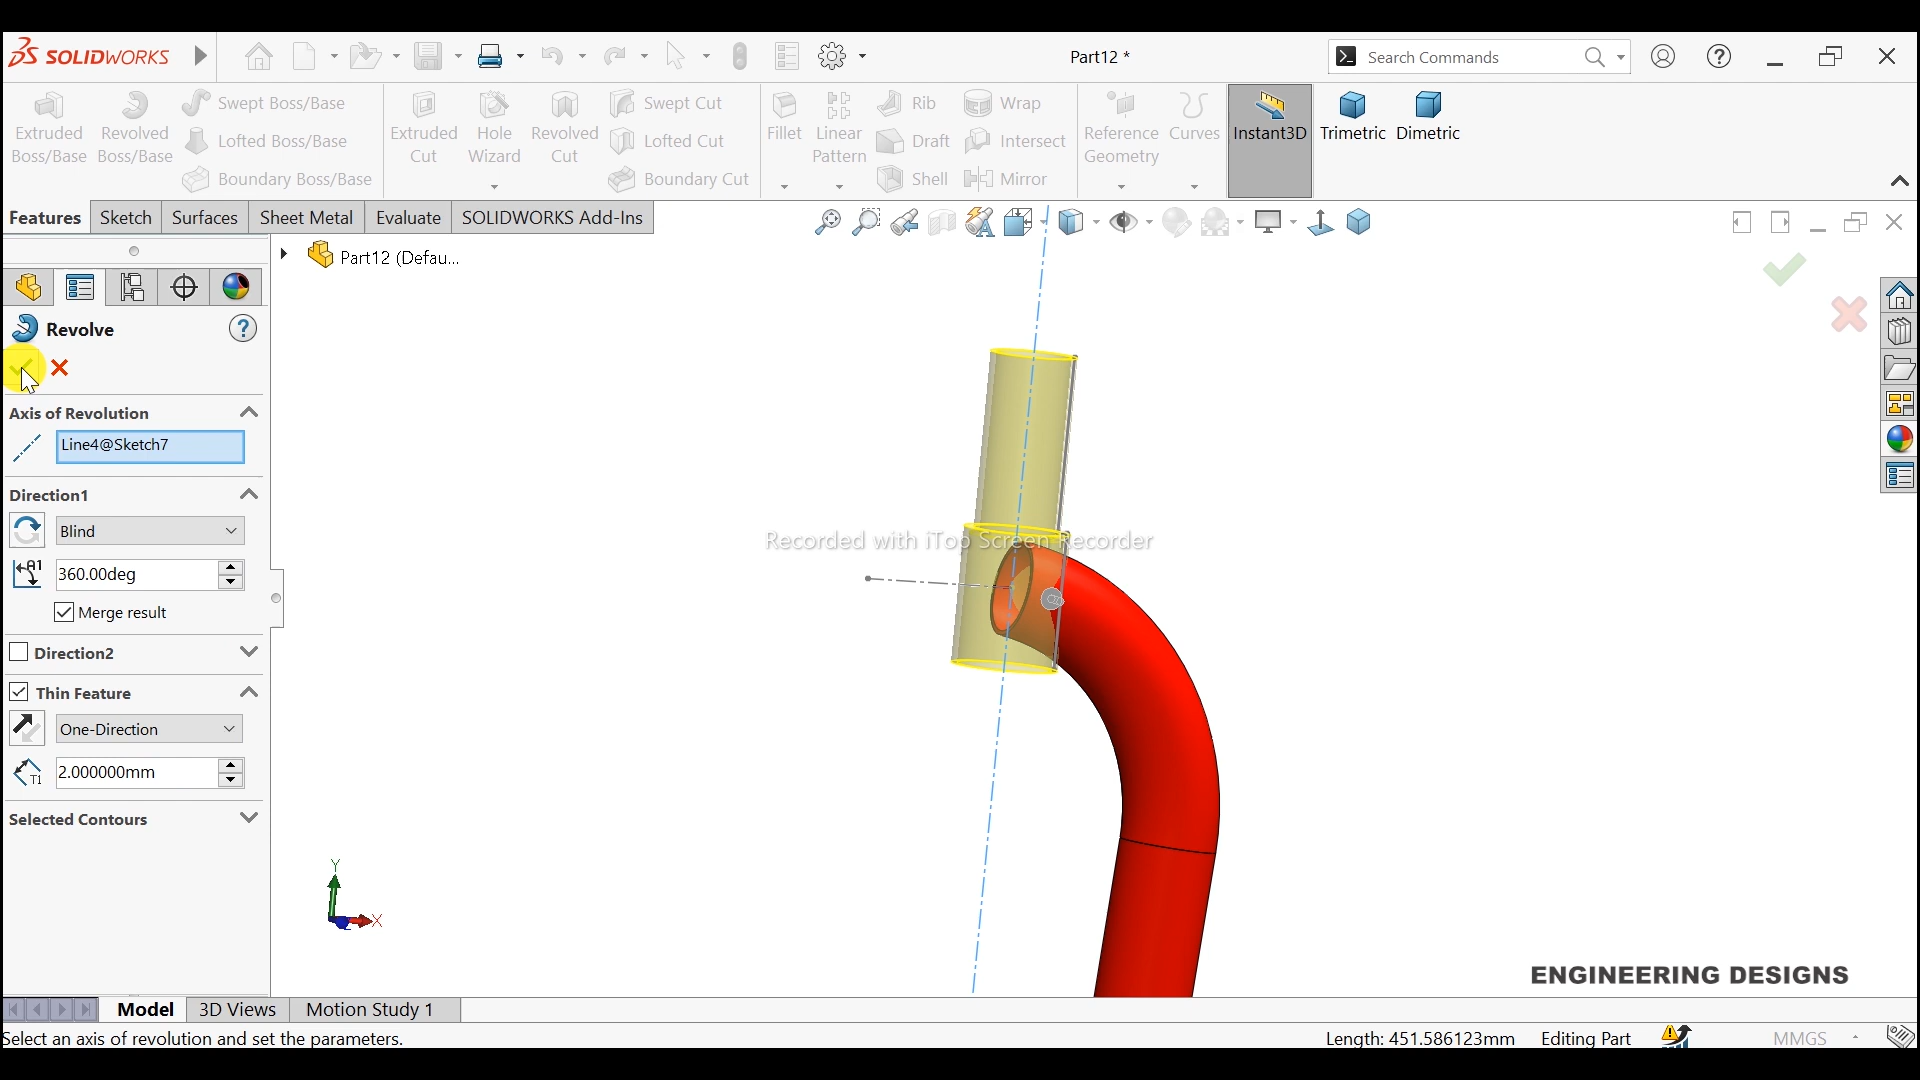 SOLIDWORKS
Part12 *
Search Commands
Extruded Boss/Base
Revolved Boss/Base
Swept Boss/Base
Lofted Boss/Base
Boundary Boss/Base
Extruded Cut
Hole Wizard
Revolved Cut
Swept Cut
Lofted Cut
Boundary Cut
Fillet
Linear Pattern
Rib
Draft
Shell
Wrap
Intersect
Mirror
Reference Geometry
Curves
Instant3D
Trimetric
Dimetric
Features
Sketch
Surfaces
Sheet Metal
Evaluate
SOLIDWORKS Add-Ins
Part12 (Defau...
Revolve
Axis of Revolution
Line4@Sketch7
Direction1
Blind
A1
360.00deg
Merge result
Direction2
Thin Feature
One-Direction
T1
2.000000mm
Selected Contours
Recorded with iTop Screen Recorder
Y
X
ENGINEERING DESIGNS
Model
3D Views
Motion Study 1
Select an axis of revolution and set the parameters.
Length: 451.586123mm
Editing Part
MMGS